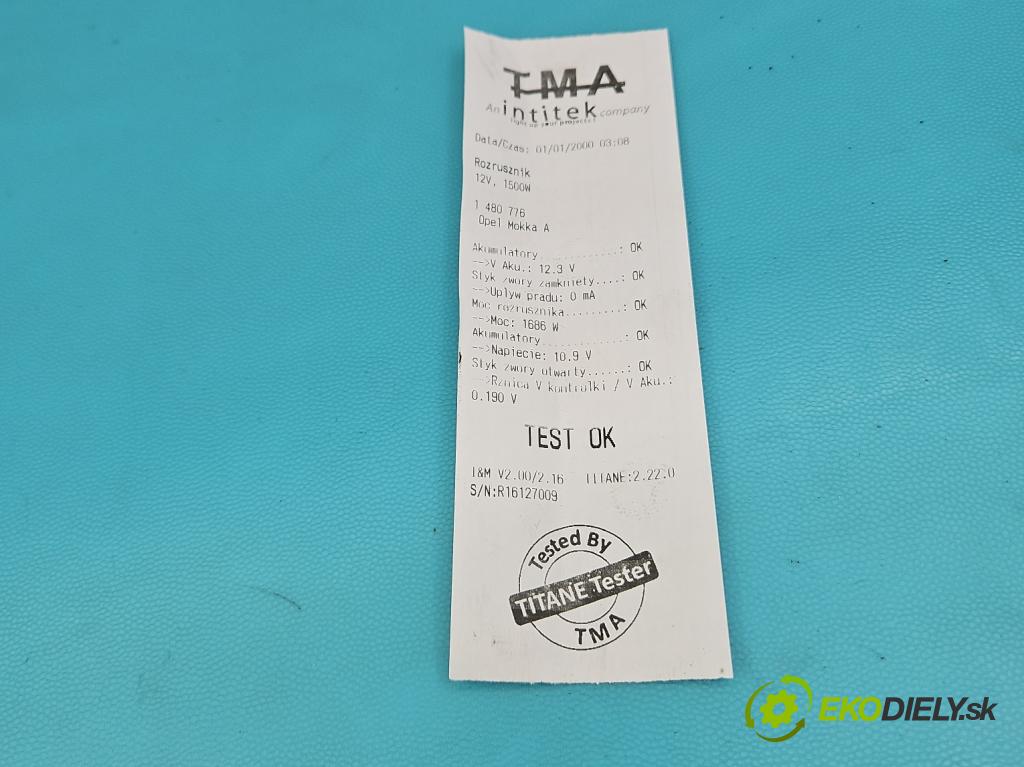 TMA
An intitek company
light up your projects!
Data/Czas: 01/01/2000 03:08
Rozrusznik
12V, 1500W
1 480 776
Opel Mokka A
Akumulatory............: OK
-->V Aku.: 12.3 V
Styk zwory zamkniety....: OK
-->Uplyw pradu: 0 mA
Moc rozrusznika.........: OK
-->Moc: 1686 W
Akumulatory............: OK
-->Napiecie: 10.9 V
Styk zwory otwarty......: OK
-->Rznica V kontrolki / V Aku.:
0.190 V
TEST OK
I&M V2.00/2.16 TITANE:2.22.0
S/N:R16127009
Tested By
TITANE Tester
TMA
EKODIELY.sk